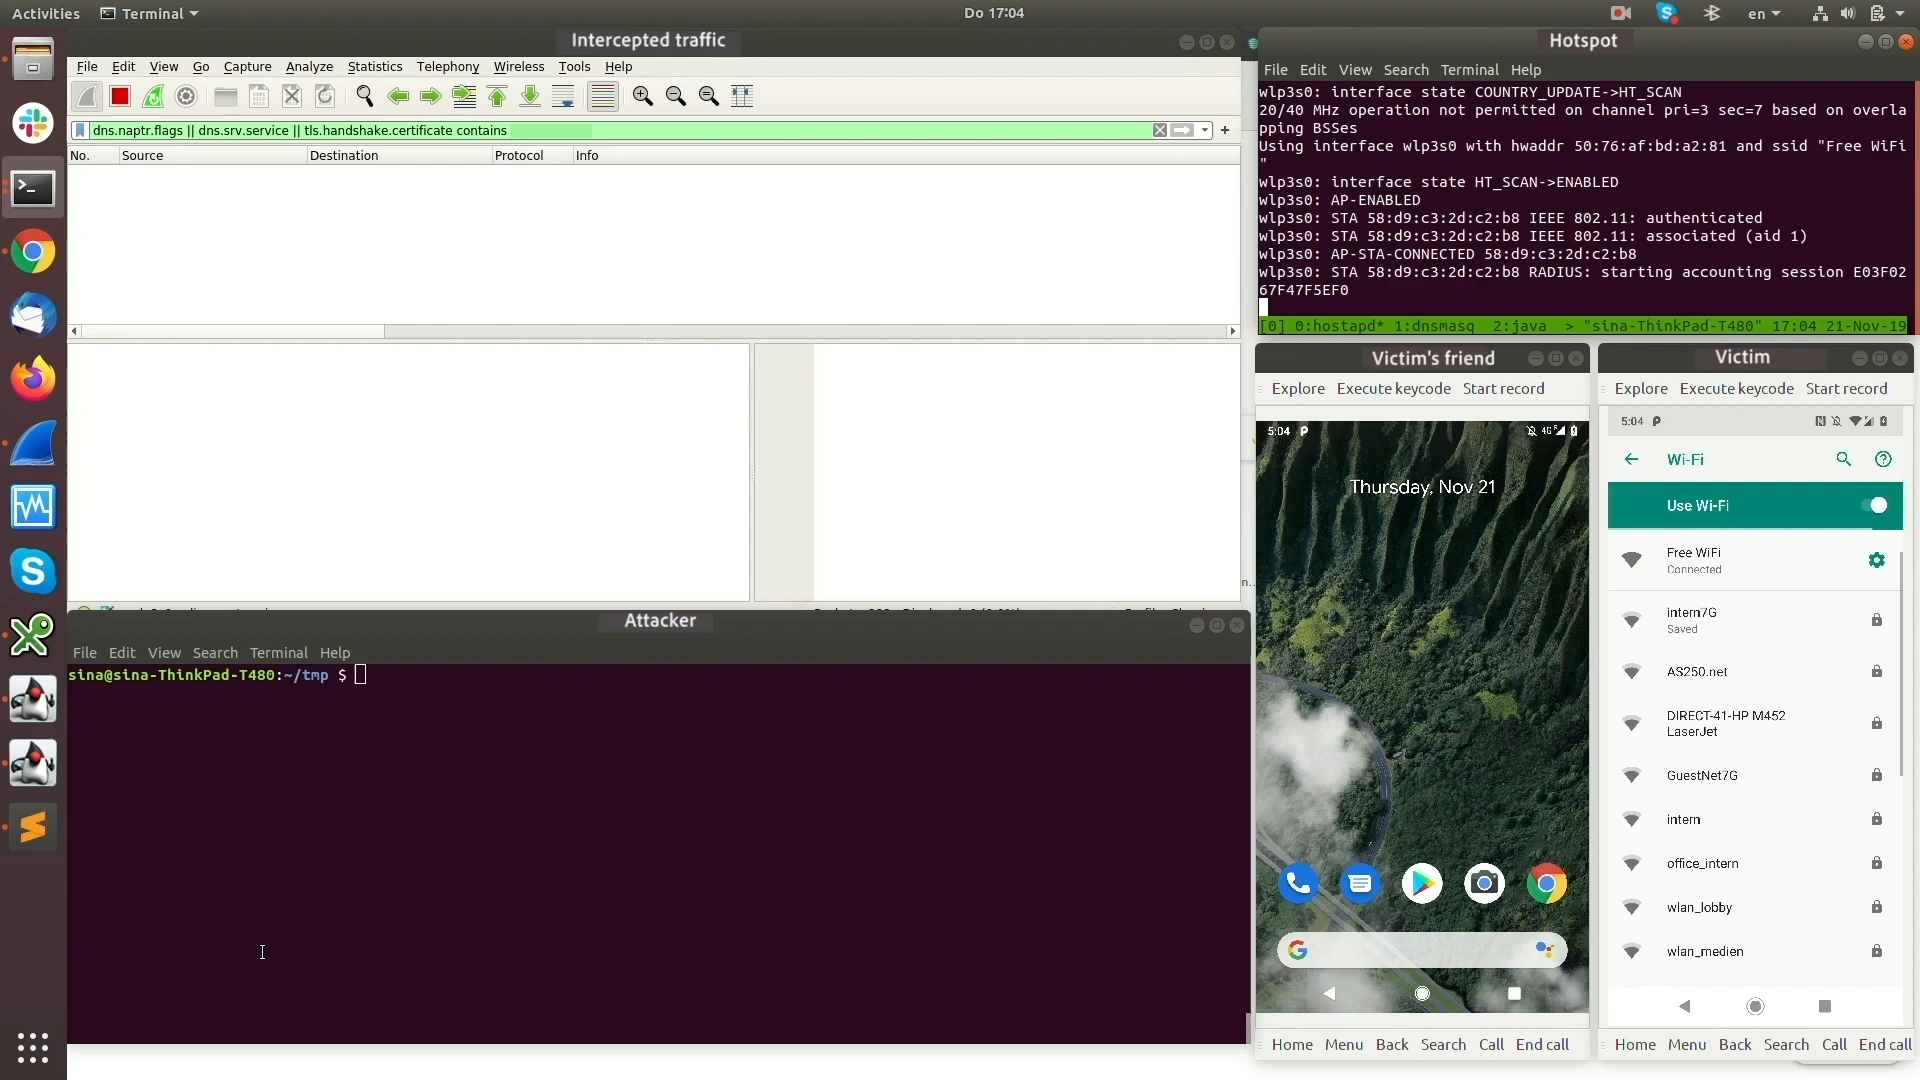 Activities Terminal Do 17:04 en
Intercepted traffic
File Edit View Go Capture Analyze Statistics Telephony Wireless Tools Help
dns.naptr.flags || dns.srv.service || tls.handshake.certificate contains
No. Source Destination Protocol Info
Hotspot
File Edit View Search Terminal Help
wlp3s0: interface state COUNTRY_UPDATE->HT_SCAN
20/40 MHz operation not permitted on channel pri=3 sec=7 based on overla
pping BSSes
Using interface wlp3s0 with hwaddr 50:76:af:bd:a2:81 and ssid "Free WiFi
"
wlp3s0: interface state HT_SCAN->ENABLED
wlp3s0: AP-ENABLED
wlp3s0: STA 58:d9:c3:2d:c2:b8 IEEE 802.11: authenticated
wlp3s0: STA 58:d9:c3:2d:c2:b8 IEEE 802.11: associated (aid 1)
wlp3s0: AP-STA-CONNECTED 58:d9:c3:2d:c2:b8
wlp3s0: STA 58:d9:c3:2d:c2:b8 RADIUS: starting accounting session E03F02
67F47F5EF0
[0] 0:hostapd* 1:dnsmasq 2:java > "sina-ThinkPad-T480" 17:04 21-Nov-19
Attacker
File Edit View Search Terminal Help
sina@sina-ThinkPad-T480:~/tmp $
Victim's friend
Explore Execute keycode Start record
5:04 4G
Thursday, Nov 21
Home Menu Back Search Call End call
Victim
Explore Execute keycode Start record
5:04
Wi-Fi
Use Wi-Fi
Free WiFi
Connected
intern7G
Saved
AS250.net
DIRECT-41-HP M452
LaserJet
GuestNet7G
intern
office_intern
wlan_lobby
wlan_medien
Home Menu Back Search Call End call